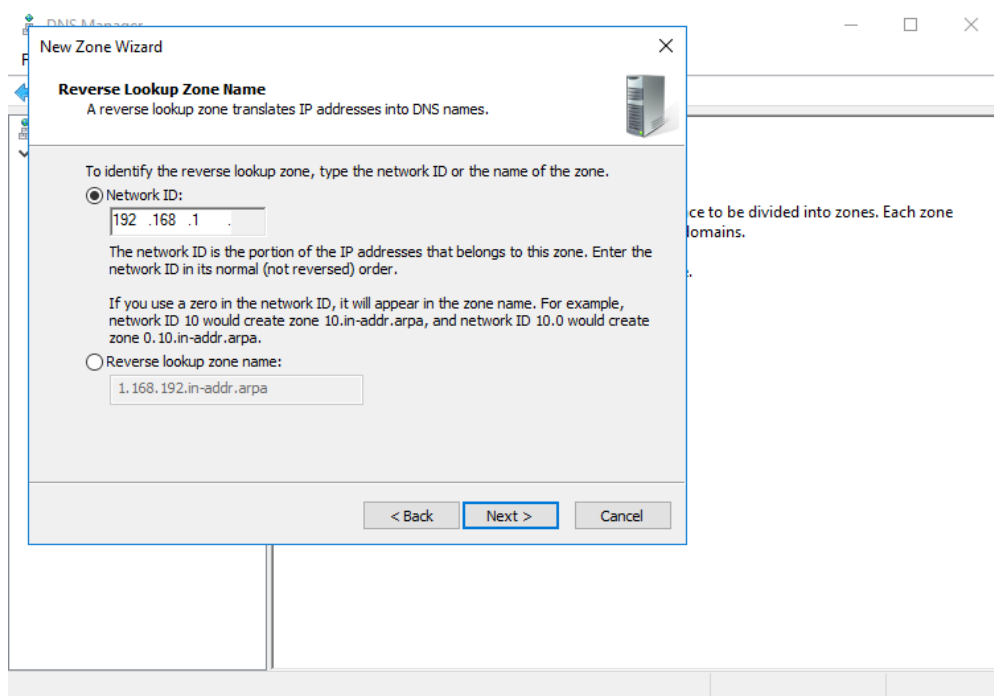 DNS Manager
New Zone Wizard
Reverse Lookup Zone Name
A reverse lookup zone translates IP addresses into DNS names.
To identify the reverse lookup zone, type the network ID or the name of the zone.
Network ID:
192 .168 .1 .
The network ID is the portion of the IP addresses that belongs to this zone. Enter the
network ID in its normal (not reversed) order.
If you use a zero in the network ID, it will appear in the zone name. For example,
network ID 10 would create zone 10.in-addr.arpa, and network ID 10.0 would create
zone 0.10.in-addr.arpa.
Reverse lookup zone name:
1.168.192.in-addr.arpa
< Back
Next >
Cancel
ce to be divided into zones. Each zone
omains.